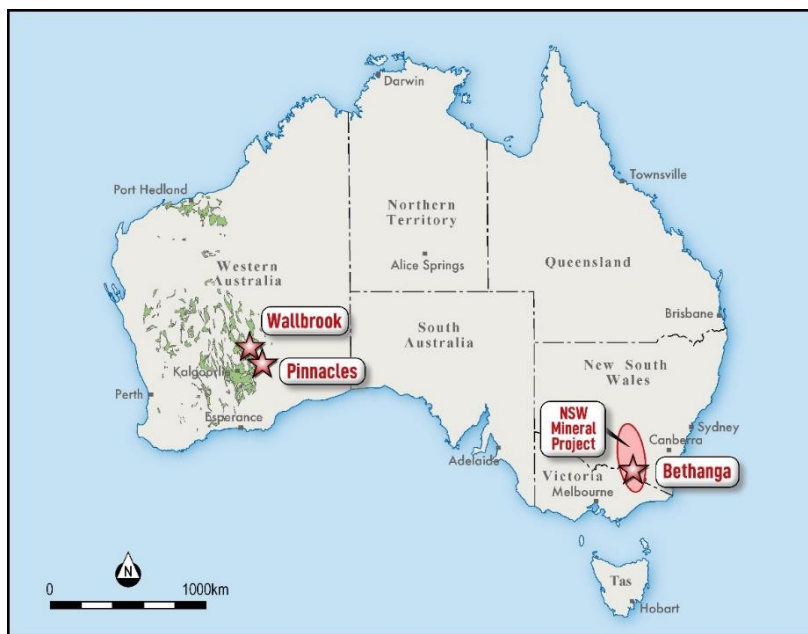 Darwin
Port Hedland
Townsville
Northern
Territory
Western
Australia
Alice Springs
Queensland
Wallbrook
Brisbane
South
Australia
Kalgoorlie
Pinnacles
New South
Wales
Perth
Esperance
NSW
Mineral
Project
Sydney
Canberra
Adelaide
Victoria
Bethanga
Melbourne
N
0
1000km
Tas
Hobart